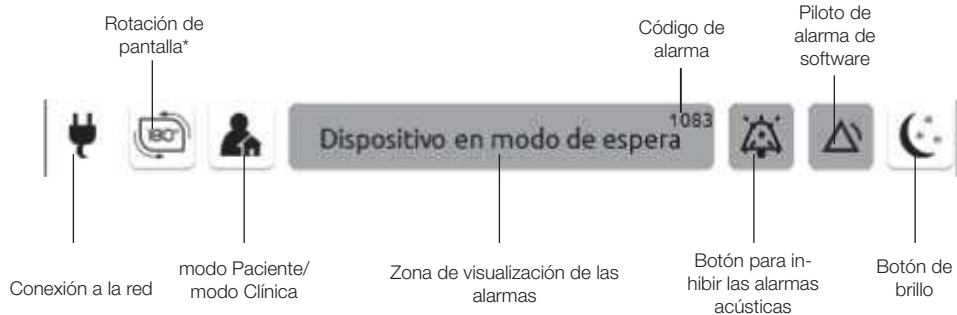 Rotación de
pantalla*
Código de
alarma
Piloto de
alarma de
software
180°
Dispositivo en modo de espera
1083
Conexión a la red
modo Paciente/
modo Clínica
Zona de visualización de las
alarmas
Botón para in-
hibir las alarmas
acústicas
Botón de
brillo